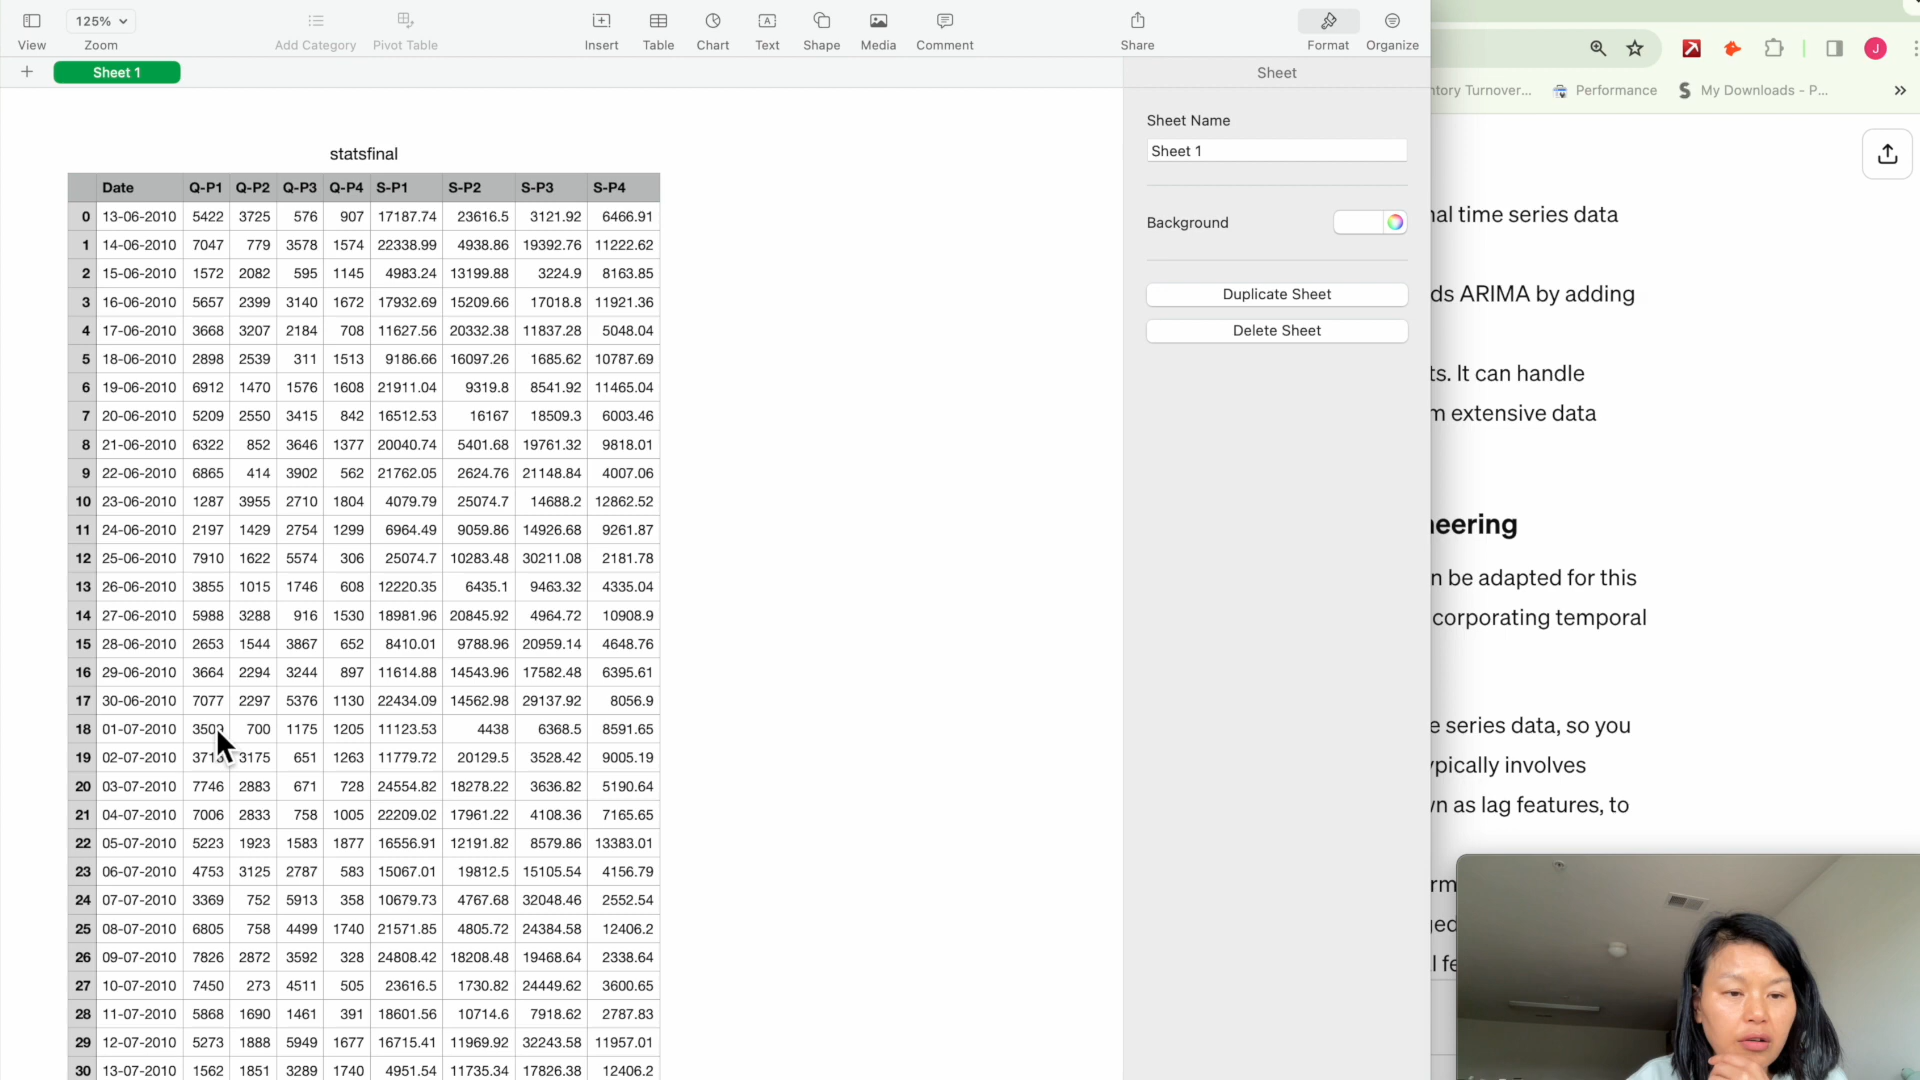 View
125%
Zoom
Add Category
Pivot Table
Insert
Table
Chart
Text
Shape
Media
Comment
Share
Format
Organize
Sheet 1
Sheet
Sheet Name
Sheet 1
Background
Duplicate Sheet
Delete Sheet
statsfinal
Date Q-P1 Q-P2 Q-P3 Q-P4 S-P1 S-P2 S-P3 S-P4
0 13-06-2010 5422 3725 576 907 17187.74 23616.5 3121.92 6466.91
1 14-06-2010 7047 779 3578 1574 22338.99 4938.86 19392.76 11222.62
2 15-06-2010 1572 2082 595 1145 4983.24 13199.88 3224.9 8163.85
3 16-06-2010 5657 2399 3140 1672 17932.69 15209.66 17018.8 11921.36
4 17-06-2010 3668 3207 2184 708 11627.56 20332.38 11837.28 5048.04
5 18-06-2010 2898 2539 311 1513 9186.66 16097.26 1685.62 10787.69
6 19-06-2010 6912 1470 1576 1608 21911.04 9319.8 8541.92 11465.04
7 20-06-2010 5209 2550 3415 842 16512.53 16167 18509.3 6003.46
8 21-06-2010 6322 852 3646 1377 20040.74 5401.68 19761.32 9818.01
9 22-06-2010 6865 414 3902 562 21762.05 2624.76 21148.84 4007.06
10 23-06-2010 1287 3955 2710 1804 4079.79 25074.7 14688.2 12862.52
11 24-06-2010 2197 1429 2754 1299 6964.49 9059.86 14926.68 9261.87
12 25-06-2010 7910 1622 5574 306 25074.7 10283.48 30211.08 2181.78
13 26-06-2010 3855 1015 1746 608 12220.35 6435.1 9463.32 4335.04
14 27-06-2010 5988 3288 916 1530 18981.96 20845.92 4964.72 10908.9
15 28-06-2010 2653 1544 3867 652 8410.01 9788.96 20959.14 4648.76
16 29-06-2010 3664 2294 3244 897 11614.88 14543.96 17582.48 6395.61
17 30-06-2010 7077 2297 5376 1130 22434.09 14562.98 29137.92 8056.9
18 01-07-2010 700 1175 1205 11123.53 4438 6368.5 8591.65
19 02-07-2010 3175 651 1263 11779.72 20129.5 3528.42 9005.19
20 03-07-2010 7746 2883 671 728 24554.82 18278.22 3636.82 5190.64
21 04-07-2010 7006 2833 758 1005 22209.02 17961.22 4108.36 7165.65
22 05-07-2010 5223 1923 1583 1877 16556.91 12191.82 8579.86 13383.01
23 06-07-2010 4753 3125 2787 583 15067.01 19812.5 15105.54 4156.79
24 07-07-2010 3369 752 5913 358 10679.73 4767.68 32048.46 2552.54
25 08-07-2010 6805 758 4499 1740 21571.85 4805.72 24384.58 12406.2
26 09-07-2010 7826 2872 3592 328 24808.42 18208.48 19468.64 2338.64
27 10-07-2010 7450 273 4511 505 23616.5 1730.82 24449.62 3600.65
28 11-07-2010 5868 1690 1461 391 18601.56 10714.6 7918.62 2787.83
29 12-07-2010 5273 1888 5949 1677 16715.41 11969.92 32243.58 11957.01
30 13-07-2010 1562 1851 3289 1740 4951.54 11735.34 17826.38 12406.2
J
ntory Turnover... Performance My Downloads - P...
nal time series data
ds ARIMA by adding
ts. It can handle
m extensive data
neering
n be adapted for this
corporating temporal
e series data, so you
ypically involves
wn as lag features, to